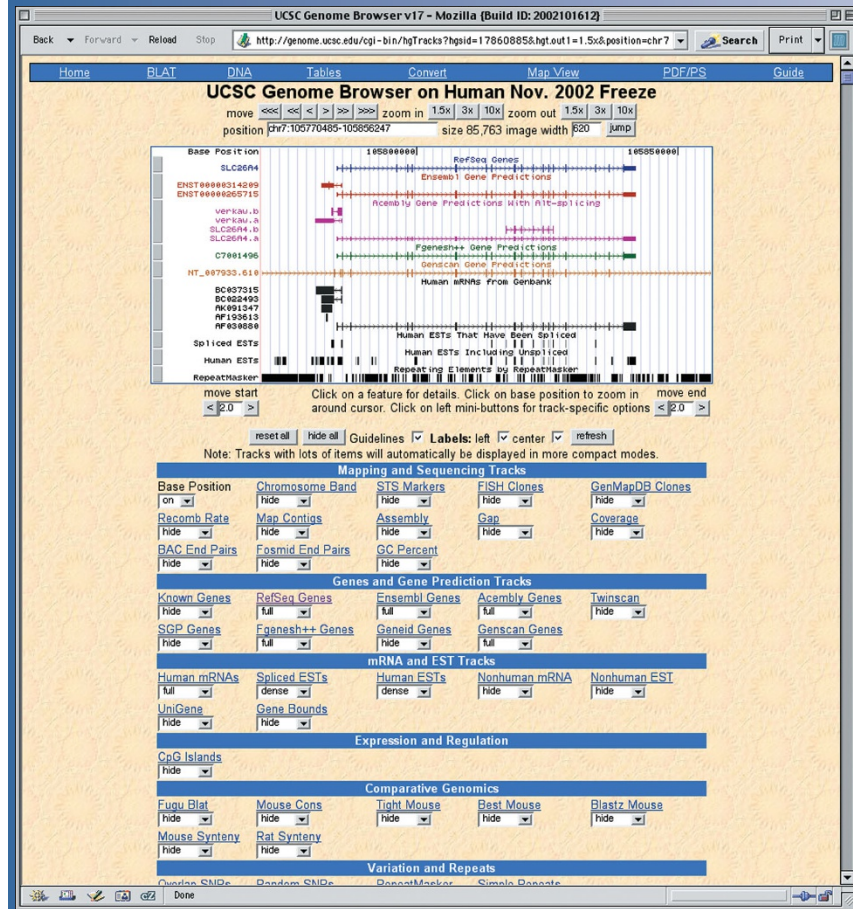 UCSC Genome Browser v17 - Mozilla {Build ID: 2002101612}
Back Forward Reload Stop http://genome.ucsc.edu/cgi-bin/hgTracks?hgsid=17860885&hgt.out1=1.5x&position=chr7 Search Print
Home BLAT DNA Tables Convert Map View PDF/PS Guide
UCSC Genome Browser on Human Nov. 2002 Freeze
move <<< << < > >> >>> zoom in 1.5x 3x 10x zoom out 1.5x 3x 10x
position chr7:105770485-105856247 size 85,763 image width 620 jump
Base Position 105800000| 105850000|
RefSeq Genes
SLC26A4
Ensembl Gene Predictions
ENST00000314209
ENST00000265715
Acembly Gene Predictions With Alt-splicing
verkau.b
verkau.a
SLC26A4.b
SLC26A4.a
Fgenesh++ Gene Predictions
C7001496
Genscan Gene Predictions
NT_007933.610
Human mRNAs from Genbank
BC037315
BC022493
AK091347
AF193613
AF030880
Human ESTs That Have Been Spliced
Spliced ESTs
Human ESTs Including Unspliced
Human ESTs
Repeating Elements by RepeatMasker
RepeatMasker
move start Click on a feature for details. Click on base position to zoom in move end
< 2.0 > around cursor. Click on left mini-buttons for track-specific options < 2.0 >
reset all hide all Guidelines Labels: left center refresh
Note: Tracks with lots of items will automatically be displayed in more compact modes.
Mapping and Sequencing Tracks
Base Position Chromosome Band STS Markers FISH Clones GenMapDB Clones
on hide hide hide hide
Recomb Rate Map Contigs Assembly Gap Coverage
hide hide hide hide hide
BAC End Pairs Fosmid End Pairs GC Percent
hide hide hide
Genes and Gene Prediction Tracks
Known Genes RefSeq Genes Ensembl Genes Acembly Genes Twinscan
hide full full full hide
SGP Genes Fgenesh++ Genes Geneid Genes Genscan Genes
hide full hide full
mRNA and EST Tracks
Human mRNAs Spliced ESTs Human ESTs Nonhuman mRNA Nonhuman EST
full dense dense hide hide
UniGene Gene Bounds
hide hide
Expression and Regulation
CpG Islands
hide
Comparative Genomics
Fugu Blat Mouse Cons Tight Mouse Best Mouse Blastz Mouse
hide hide hide hide hide
Mouse Synteny Rat Synteny
hide hide
Variation and Repeats
Overlap SNPs Random SNPs RepeatMasker Simple Repeats
Done